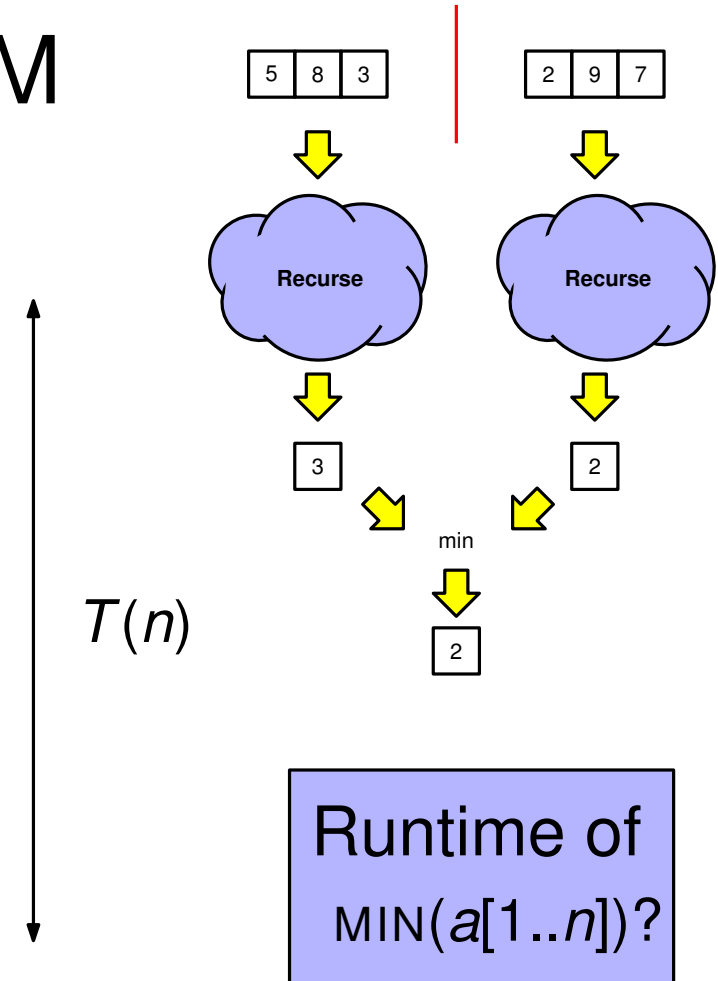 M
5 8 3
2 9 7
Recurse
Recurse
3
2
min
T(n)
2
Runtime of
MIN(a[1..n])?